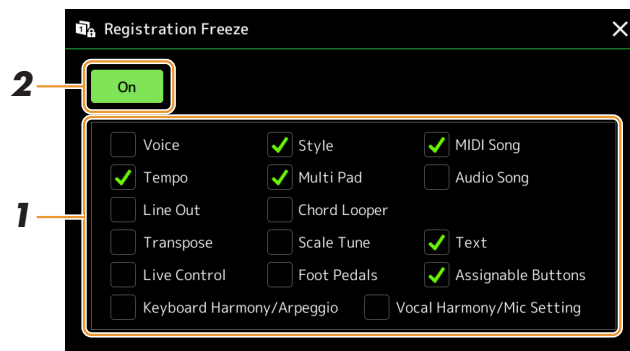 Registration Freeze
2
On
Voice Style MIDI Song
Tempo Multi Pad Audio Song
1
Line Out Chord Looper
Transpose Scale Tune Text
Live Control Foot Pedals Assignable Buttons
Keyboard Harmony/Arpeggio Vocal Harmony/Mic Setting